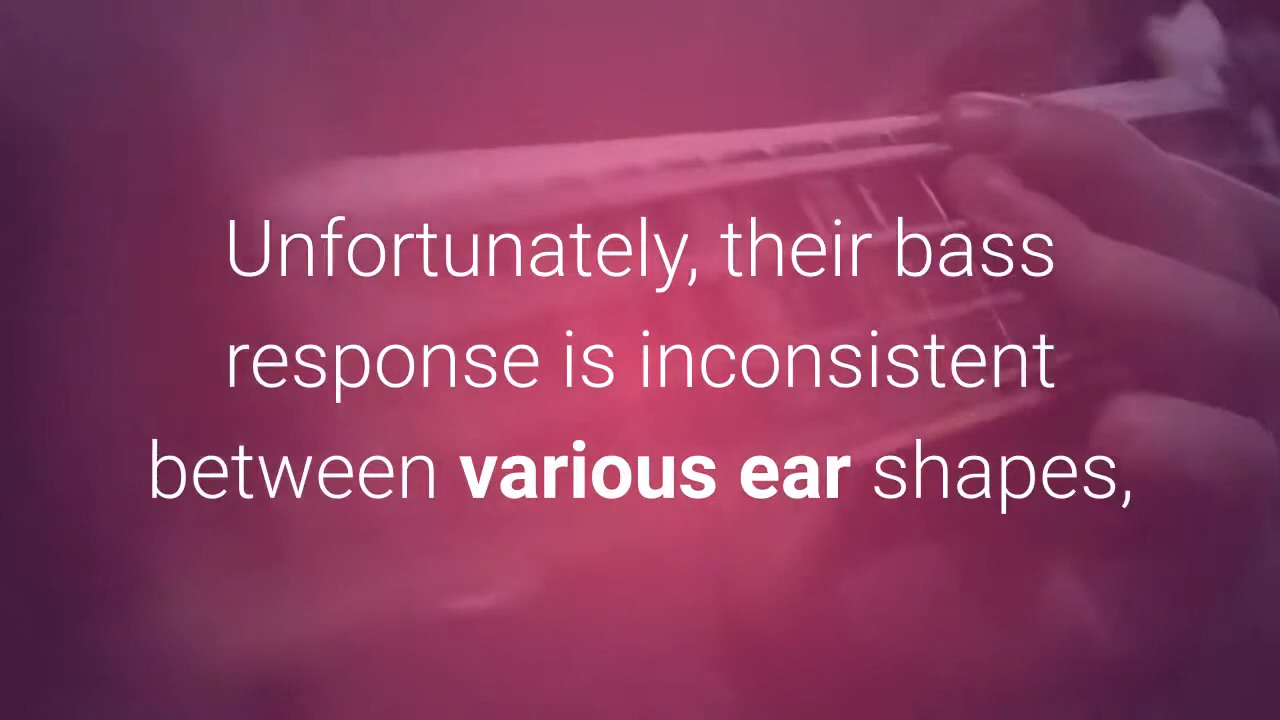 Unfortunately, their bass
response is inconsistent
between various ear shapes,